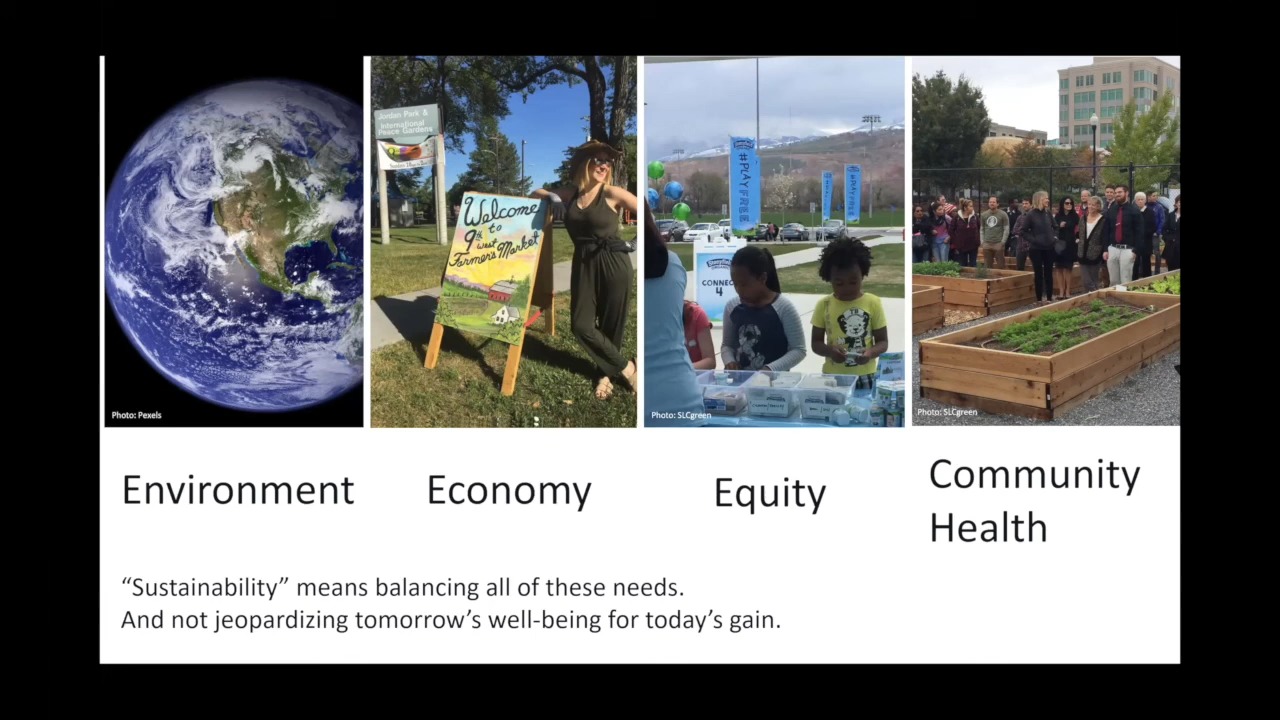 Jordan Park &
International
Peace Gardens
Welcome
to
9th west
Farmer's Market
#PLAYFREE
CONNECT
4
Photo: Pexels
Photo: SLCgreen
Photo: SLCgreen
Environment
Economy
Equity
Community
Health
“Sustainability” means balancing all of these needs.
And not jeopardizing tomorrow’s well-being for today’s gain.